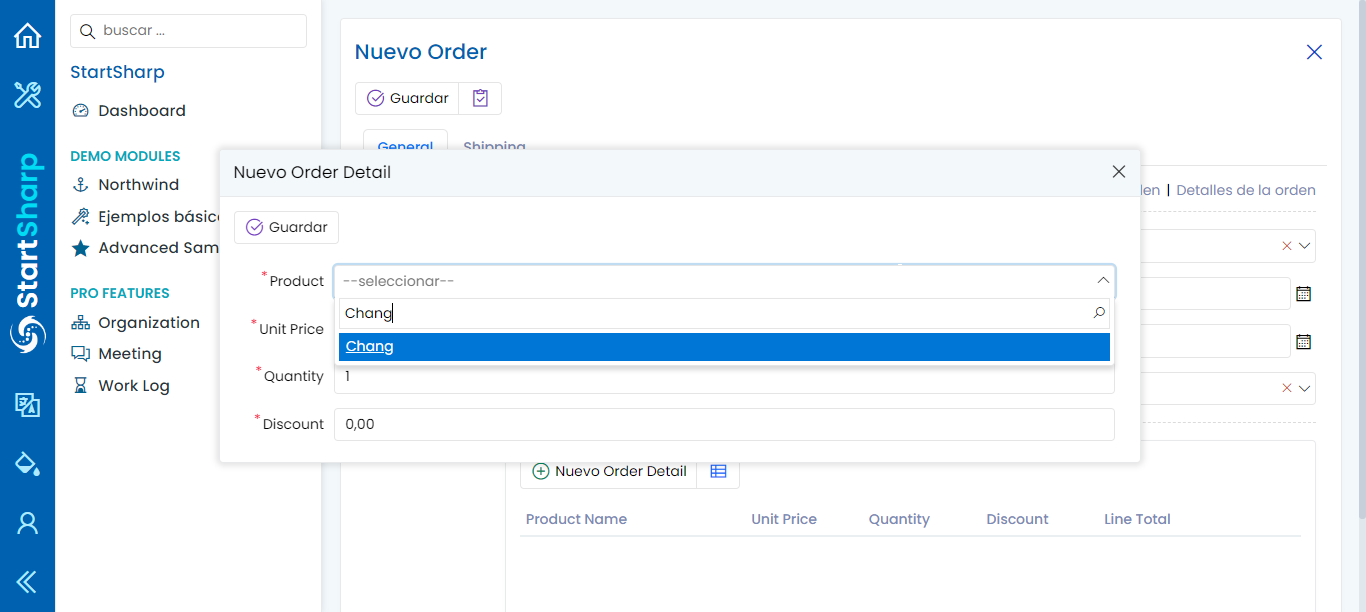 buscar ...
StartSharp
Dashboard
DEMO MODULES
Northwind
Ejemplos básic
Advanced Sam
PRO FEATURES
Organization
Meeting
Work Log
StartSharp
Nuevo Order
Guardar
General
Shipping
Detalles de la orden
Nuevo Order Detail
Guardar
*Product
--seleccionar--
Chang
Chang
*Unit Price
*Quantity
1
*Discount
0,00
Nuevo Order Detail
Product Name
Unit Price
Quantity
Discount
Line Total